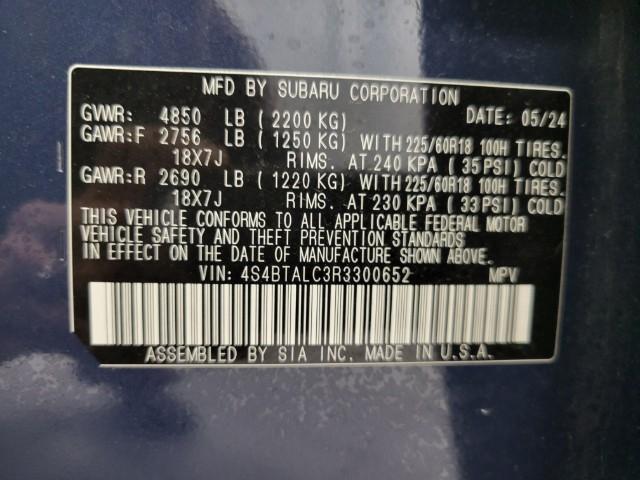 MFD BY SUBARU CORPORATION
GVWR: 4850 LB ( 2200 KG) DATE: 05/24
GAWR:F 2756 LB ( 1250 KG) WITH 225/60R18 100H TIRES.
18X7J RIMS. AT 240 KPA ( 35PSI) COLD
GAWR:R 2690 LB ( 1220 KG) WITH 225/60R18 100H TIRES.
18X7J RIMS. AT 230 KPA ( 33PSI) COLD
THIS VEHICLE CONFORMS TO ALL APPLICABLE FEDERAL MOTOR
VEHICLE SAFETY AND THEFT PREVENTION STANDARDS
IN EFFECT ON THE DATE OF MANUFACTURE SHOWN ABOVE.
VIN: 4S4BTALC3R3300652 MPV
ASSEMBLED BY SIA INC. MADE IN U.S.A.